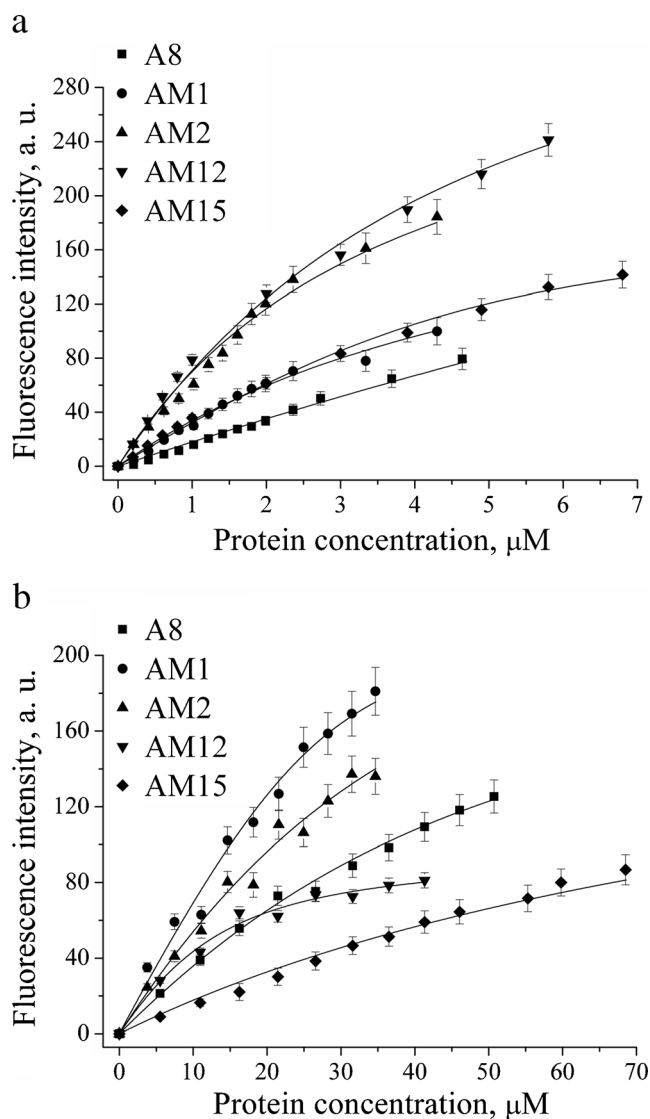 a
A8
AM1
AM2
AM12
AM15
280
240
200
160
120
80
40
0
Fluorescence intensity, a. u.
0 1 2 3 4 5 6 7
Protein concentration, μM
b
A8
AM1
AM2
AM12
AM15
200
160
120
80
40
0
Fluorescence intensity, a. u.
0 10 20 30 40 50 60 70
Protein concentration, μM